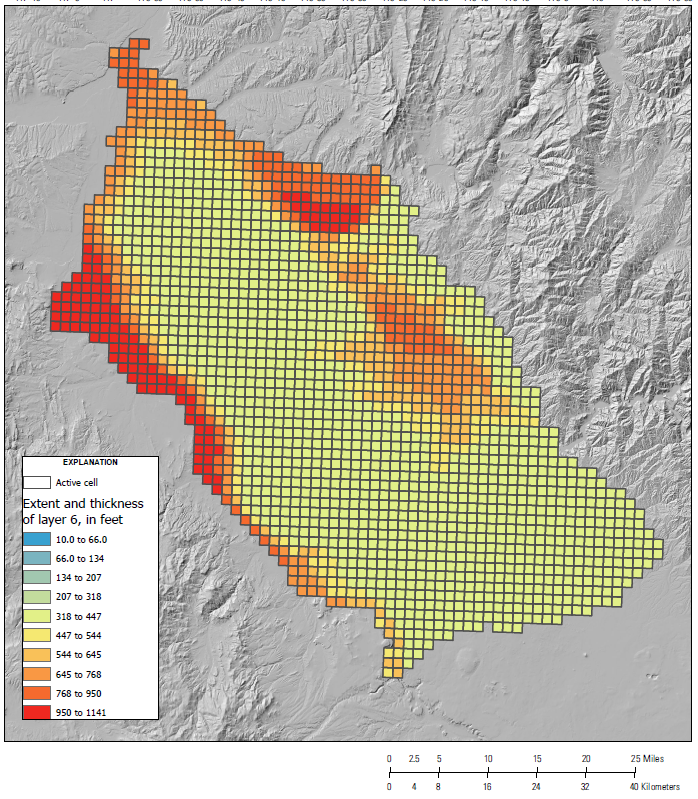 EXPLANATION
Active cell
Extent and thickness
of layer 6, in feet
10.0 to 66.0
66.0 to 134
134 to 207
207 to 318
318 to 447
447 to 544
544 to 645
645 to 768
768 to 950
950 to 1141
0 2.5 5 10 15 20 25 Miles
0 4 8 16 24 32 40 Kilometers